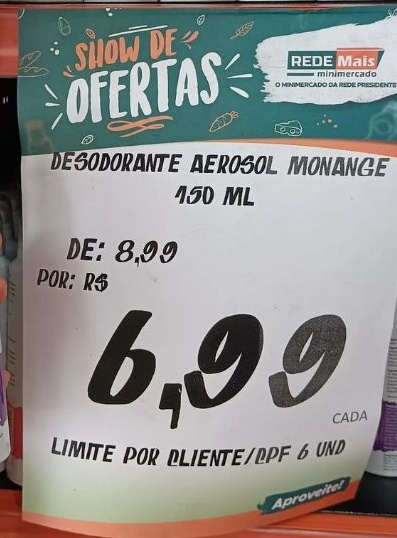 SHOW DE
OFERTAS
REDE Mais
minimercado
O MINIMERCADO DA REDE PRESIDENTE
DESODORANTE AEROSOL MONANGE
150 ML
DE: 8,99
POR: R$
6,99
CADA
LIMITE POR CLIENTE/CPF 6 UND
Aproveite!